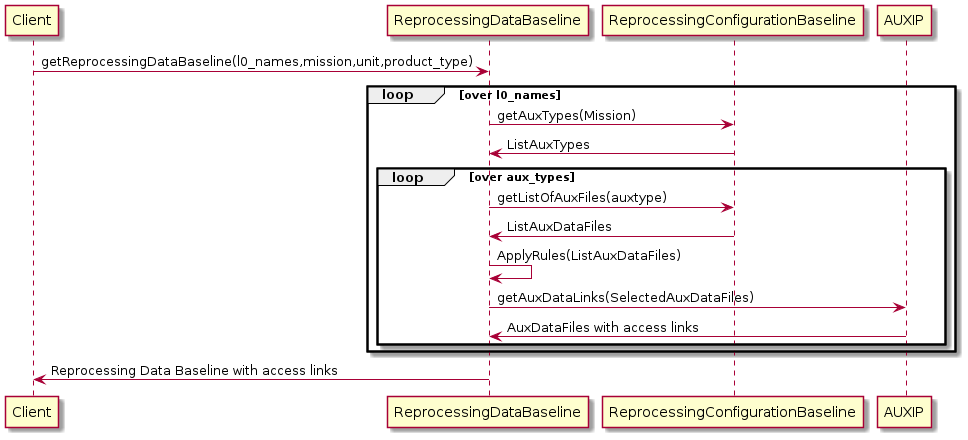 Client ReprocessingDataBaseline ReprocessingConfigurationBaseline AUXIP
getReprocessingDataBaseline(l0_names,mission,unit,product_type)
loop [over l0_names]
getAuxTypes(Mission)
ListAuxTypes
loop [over aux_types]
getListOfAuxFiles(auxtype)
ListAuxDataFiles
ApplyRules(ListAuxDataFiles)
getAuxDataLinks(SelectedAuxDataFiles)
AuxDataFiles with access links
Reprocessing Data Baseline with access links
Client ReprocessingDataBaseline ReprocessingConfigurationBaseline AUXIP